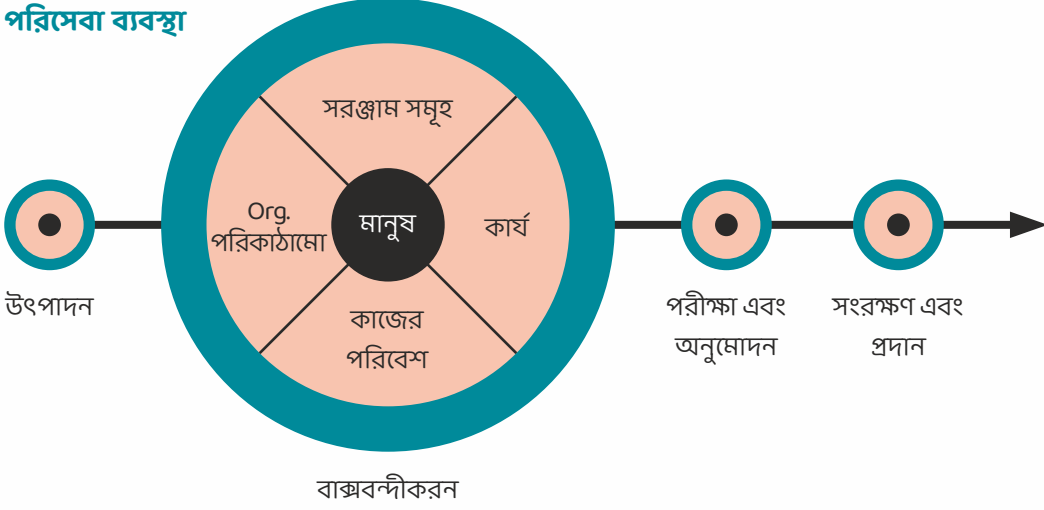 পরিসেবা ব্যবস্থা
সরঞ্জাম সমূহ
Org.
পরিকাঠামো
মানুষ
কার্য
কাজের
পরিবেশ
উৎপাদন
পরীক্ষা এবং
অনুমোদন
সংরক্ষণ এবং
প্রদান
বাক্সবন্দীকরন